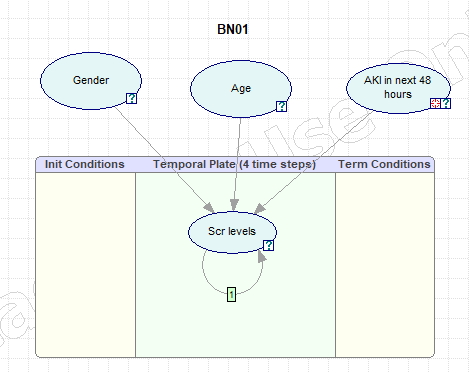 BN01
Gender
Age
AKI in next 48
hours
?
?
?
Init Conditions
Temporal Plate (4 time steps)
Term Conditions
Scr levels
?
1